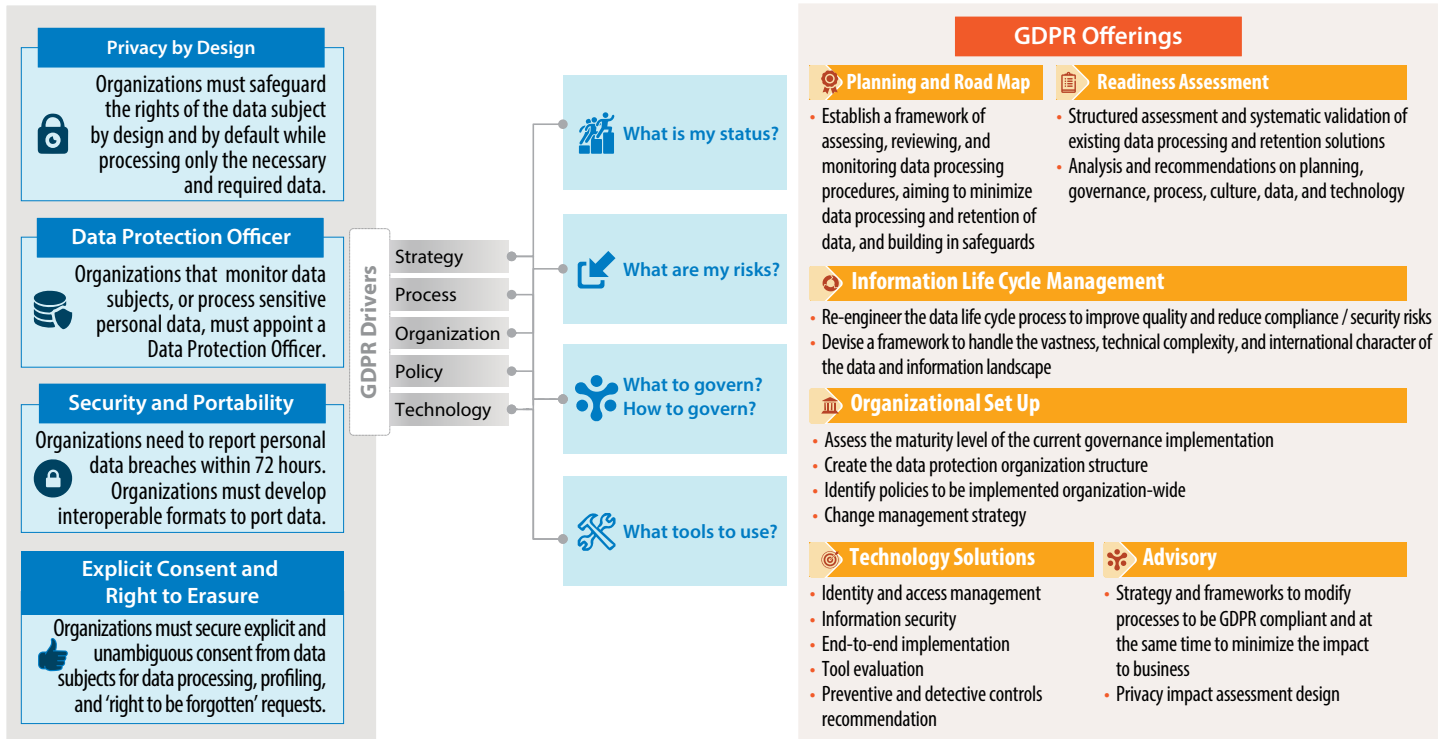 Privacy by Design
Organizations must safeguard
the rights of the data subject
by design and by default while
processing only the necessary
and required data.
Data Protection Officer
Organizations that monitor data
subjects, or process sensitive
personal data, must appoint a
Data Protection Officer.
Security and Portability
Organizations need to report personal
data breaches within 72 hours.
Organizations must develop
interoperable formats to port data.
Explicit Consent and
Right to Erasure
Organizations must secure explicit and
unambiguous consent from data
subjects for data processing, profiling,
and ‘right to be forgotten’ requests.
GDPR Drivers
Strategy
Process
Organization
Policy
Technology
What is my status?
What are my risks?
What to govern?
How to govern?
What tools to use?
GDPR Offerings
Planning and Road Map
• Establish a framework of
assessing, reviewing, and
monitoring data processing
procedures, aiming to minimize
data processing and retention of
data, and building in safeguards
Readiness Assessment
• Structured assessment and systematic validation of
existing data processing and retention solutions
• Analysis and recommendations on planning,
governance, process, culture, data, and technology
Information Life Cycle Management
• Re-engineer the data life cycle process to improve quality and reduce compliance / security risks
• Devise a framework to handle the vastness, technical complexity, and international character of
the data and information landscape
Organizational Set Up
• Assess the maturity level of the current governance implementation
• Create the data protection organization structure
• Identify policies to be implemented organization-wide
• Change management strategy
Technology Solutions
• Identity and access management
• Information security
• End-to-end implementation
• Tool evaluation
• Preventive and detective controls
recommendation
Advisory
• Strategy and frameworks to modify
processes to be GDPR compliant and at
the same time to minimize the impact
to business
• Privacy impact assessment design